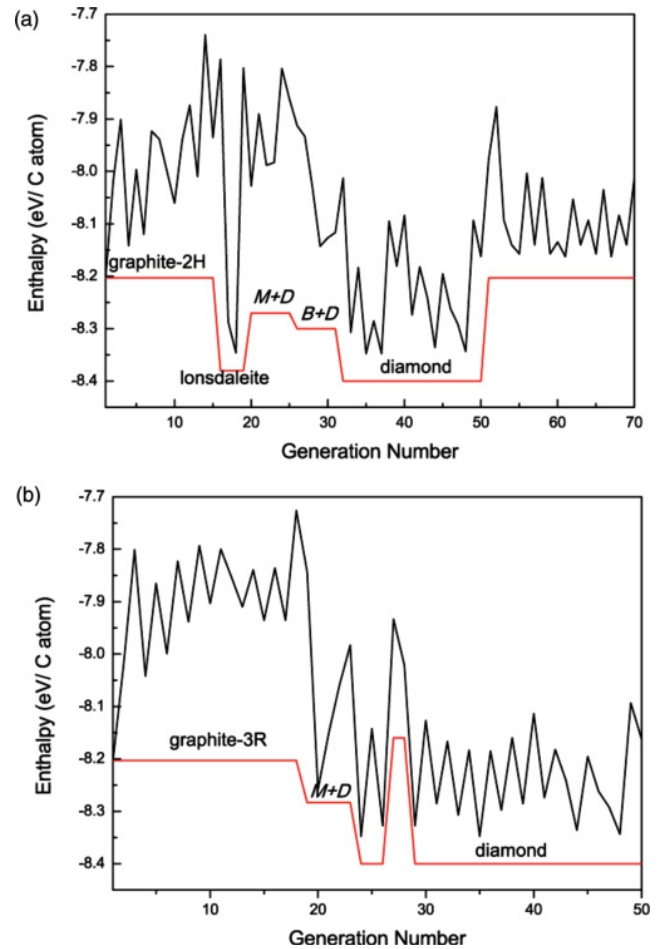 (a)
-7.7
-7.8
-7.9
-8.0
-8.1
-8.2
-8.3
-8.4
Enthalpy (eV/ C atom)
graphite-2H
M+D
B+D
lonsdaleite
diamond
10 20 30 40 50 60 70
Generation Number
(b)
-7.7
-7.8
-7.9
-8.0
-8.1
-8.2
-8.3
-8.4
Enthalpy (eV/ C atom)
graphite-3R
M+D
diamond
10 20 30 40 50
Generation Number